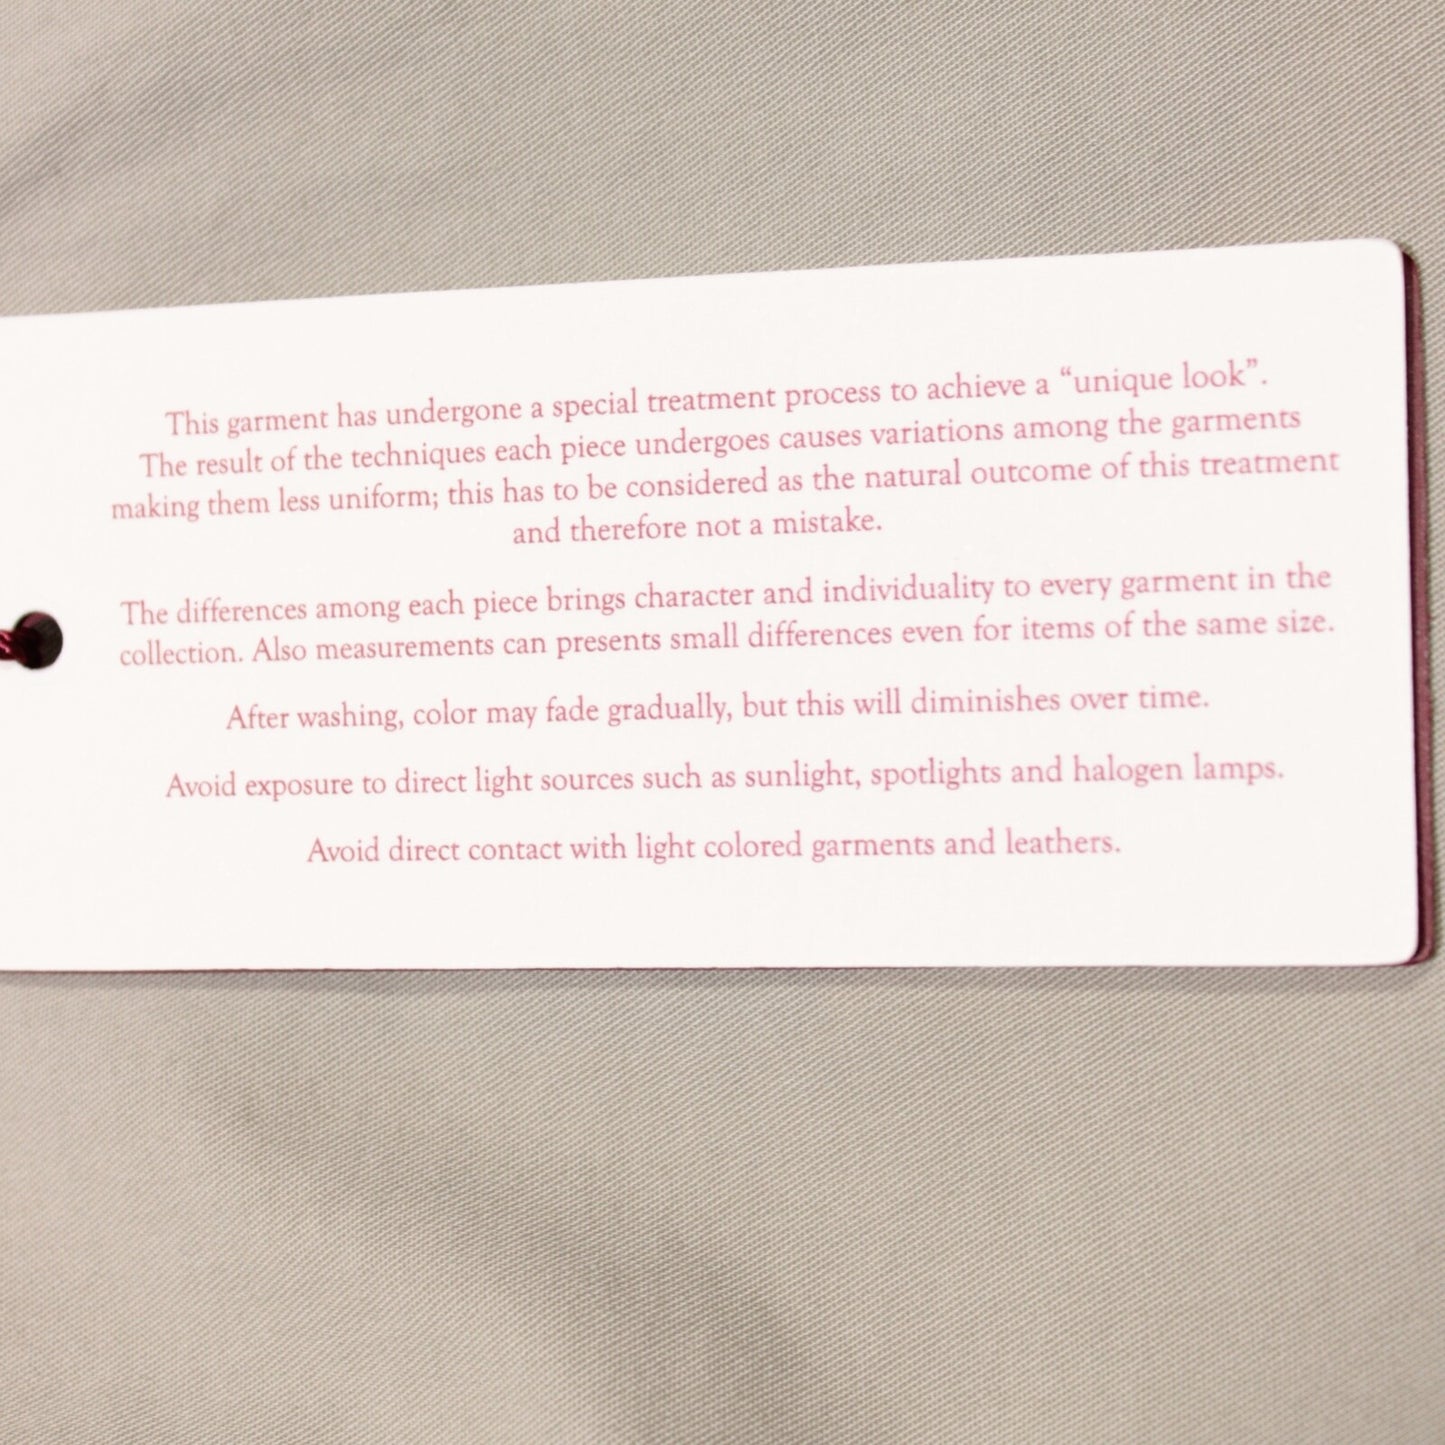 This garment has undergone a special treatment process to achieve a “unique look”.
The result of the techniques each piece undergoes causes variations among the garments
making them less uniform; this has to be considered as the natural outcome of this treatment
and therefore not a mistake.
The differences among each piece brings character and individuality to every garment in the
collection. Also measurements can presents small differences even for items of the same size.
After washing, color may fade gradually, but this will diminishes over time.
Avoid exposure to direct light sources such as sunlight, spotlights and halogen lamps.
Avoid direct contact with light colored garments and leathers.